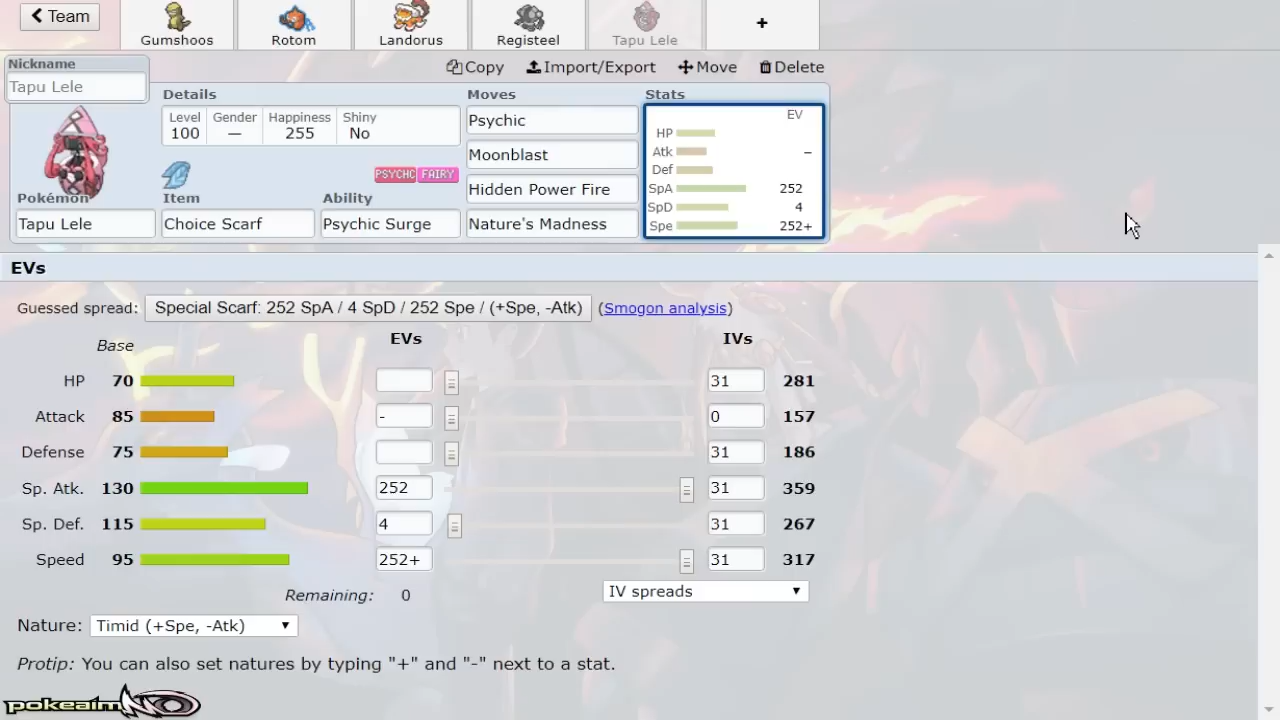 Team
Gumshoos
Rotom
Landorus
Registeel
Tapu Lele
+
Nickname
Tapu Lele
Copy
Import/Export
Move
Delete
Details
Moves
Stats
Level
100
Gender
—
Happiness
255
Shiny
No
PSYCHC
FAIRY
Pokémon
Tapu Lele
Item
Choice Scarf
Ability
Psychic Surge
Psychic
Moonblast
Hidden Power Fire
Nature's Madness
EV
HP
Atk –
Def
SpA 252
SpD 4
Spe 252+
EVs
Guessed spread: Special Scarf: 252 SpA / 4 SpD / 252 Spe / (+Spe, -Atk) (Smogon analysis)
Base EVs IVs
HP 70 31 281
Attack 85 - 0 157
Defense 75 31 186
Sp. Atk. 130 252 31 359
Sp. Def. 115 4 31 267
Speed 95 252+ 31 317
Remaining: 0
IV spreads
Nature: Timid (+Spe, -Atk)
Protip: You can also set natures by typing "+" and "-" next to a stat.
pokeaim